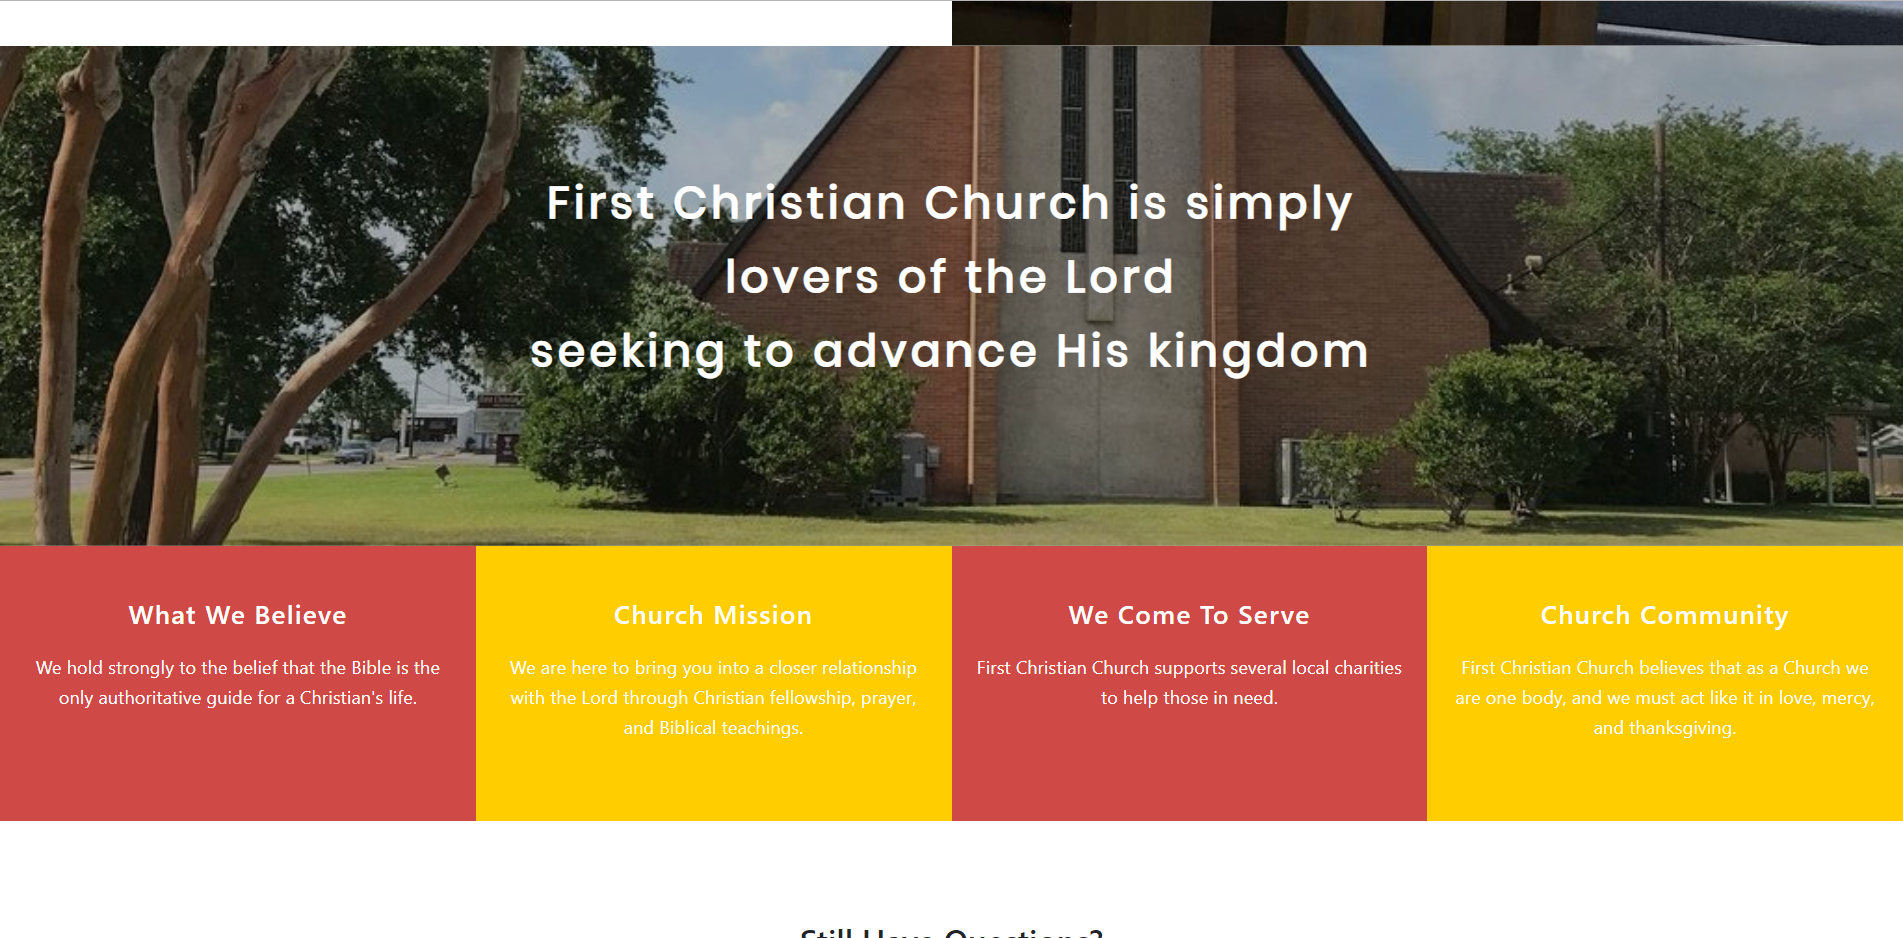 First Christian Church is simply
lovers of the Lord
seeking to advance His kingdom
What We Believe
We hold strongly to the belief that the Bible is the
only authoritative guide for a Christian's life.
Church Mission
We are here to bring you into a closer relationship
with the Lord through Christian fellowship, prayer,
and Biblical teachings.
We Come To Serve
First Christian Church supports several local charities
to help those in need.
Church Community
First Christian Church believes that as a Church we
are one body, and we must act like it in love, mercy,
and thanksgiving.
Still Have Questions?